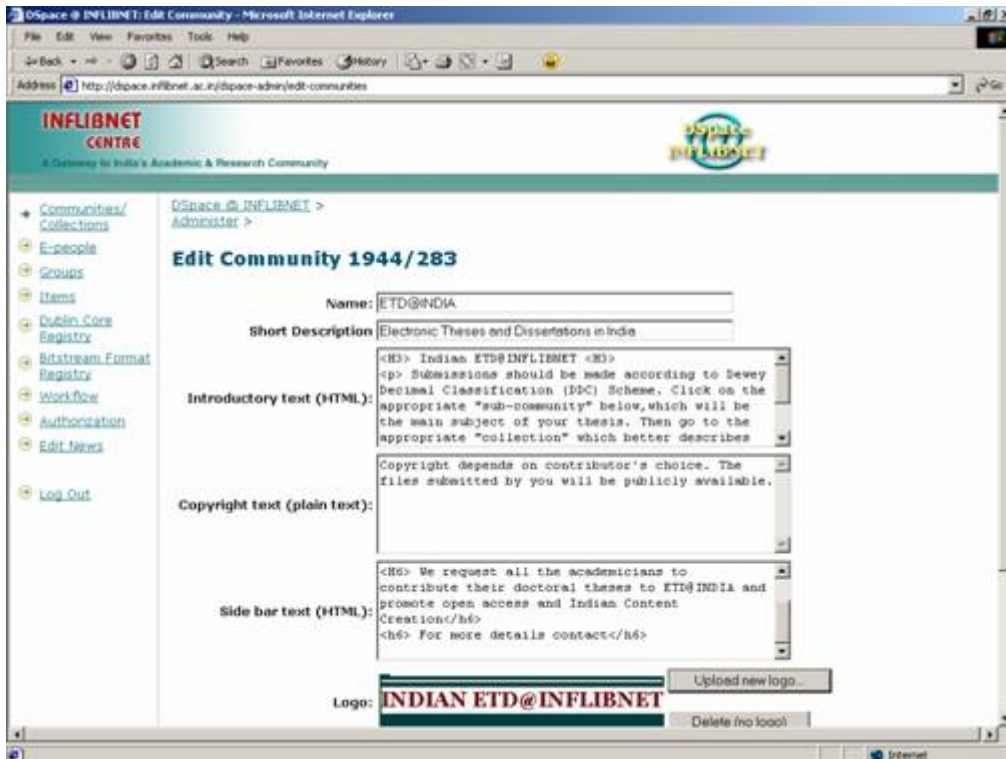 DSpace @ INFLIBNET: Edit Community - Microsoft Internet Explorer
File Edit View Favorites Tools Help
Back Search Favorites History
Address http://dspace.inflibnet.ac.in/dspace-admin/edit-communities Go
INFLIBNET
CENTRE
A Gateway to India's Academic & Research Community
DSpace
INFLIBNET
Communities/
Collections
E-people
Groups
Items
Dublin Core
Registry
Bitstream Format
Registry
Workflow
Authorization
Edit News
Log Out
DSpace @ INFLIBNET >
Administer >
Edit Community 1944/283
Name: ETD@INDIA
Short Description Electronic Theses and Dissertations in India
Introductory text (HTML):
<H3> Indian ETD@INFLIBNET <H3>
<p> Submissions should be made according to Dewey
Decimal Classification (DDC) Scheme. Click on the
appropriate "sub-community" below,which will be
the main subject of your thesis. Then go to the
appropriate "collection" which better describes
Copyright text (plain text):
Copyright depends on contributor's choice. The
files submitted by you will be publicly available.
Side bar text (HTML):
<H6> We request all the academicians to
contribute their doctoral theses to ETD@INDIA and
promote open access and Indian Content
Creation</h6>
<h6> For more details contact</h6>
Logo: INDIAN ETD@INFLIBNET
Upload new logo...
Delete (no logo)
Internet